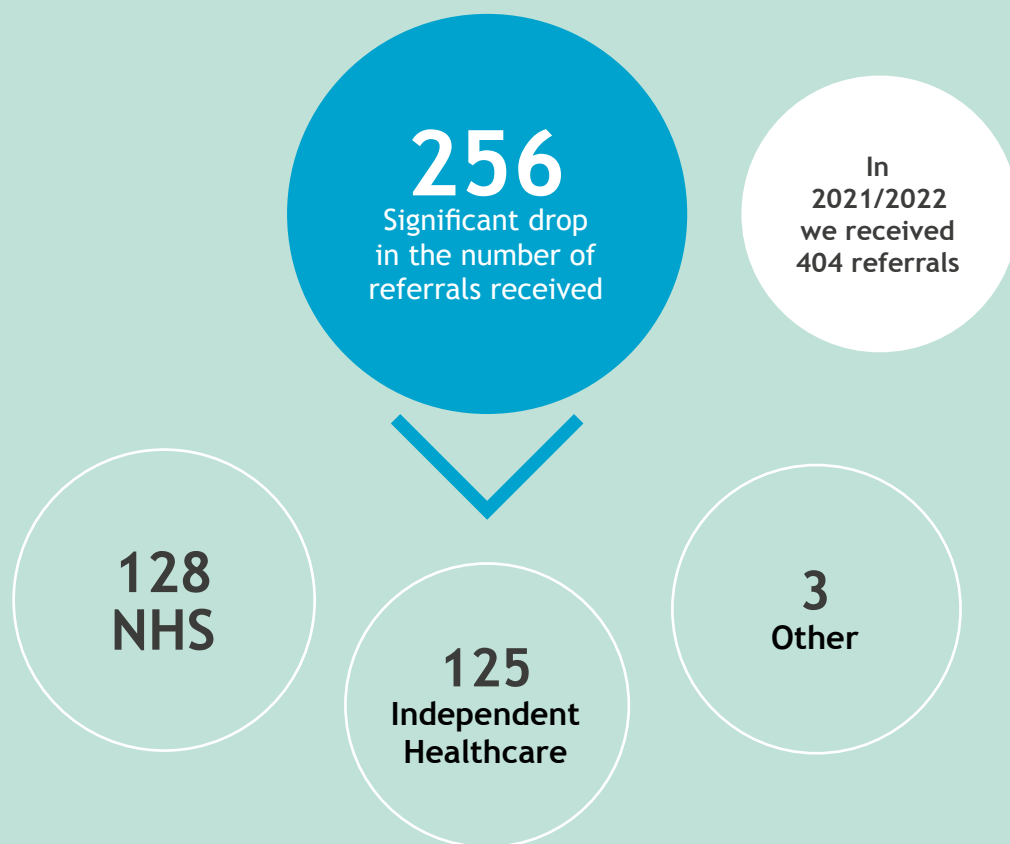 256
Significant drop
in the number of
referrals received
In
2021/2022
we received
404 referrals
128
NHS
125
Independent
Healthcare
3
Other